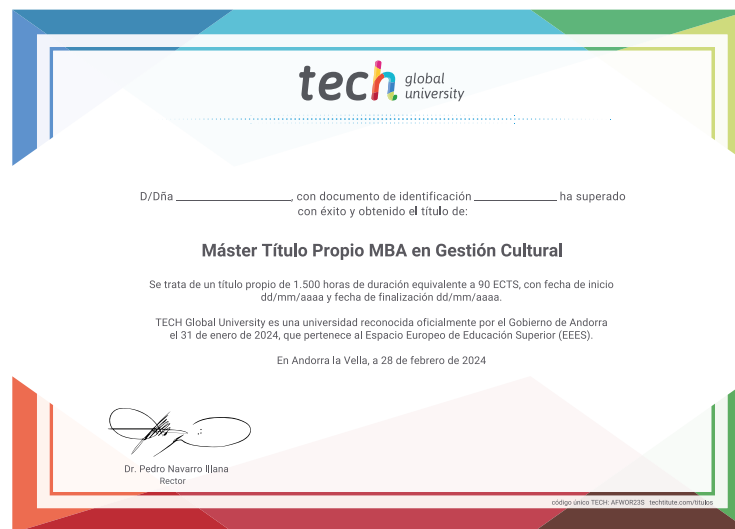 tech global university
D/Dña ____________________, con documento de identificación ______________ ha superado
con éxito y obtenido el título de:
Máster Título Propio MBA en Gestión Cultural
Se trata de un título propio de 1.500 horas de duración equivalente a 90 ECTS, con fecha de inicio
dd/mm/aaaa y fecha de finalización dd/mm/aaaa.
TECH Global University es una universidad reconocida oficialmente por el Gobierno de Andorra
el 31 de enero de 2024, que pertenece al Espacio Europeo de Educación Superior (EEES).
En Andorra la Vella, a 28 de febrero de 2024
Dr. Pedro Navarro Illana
Rector
código único TECH: AFWOR23S techtitute.com/titulos